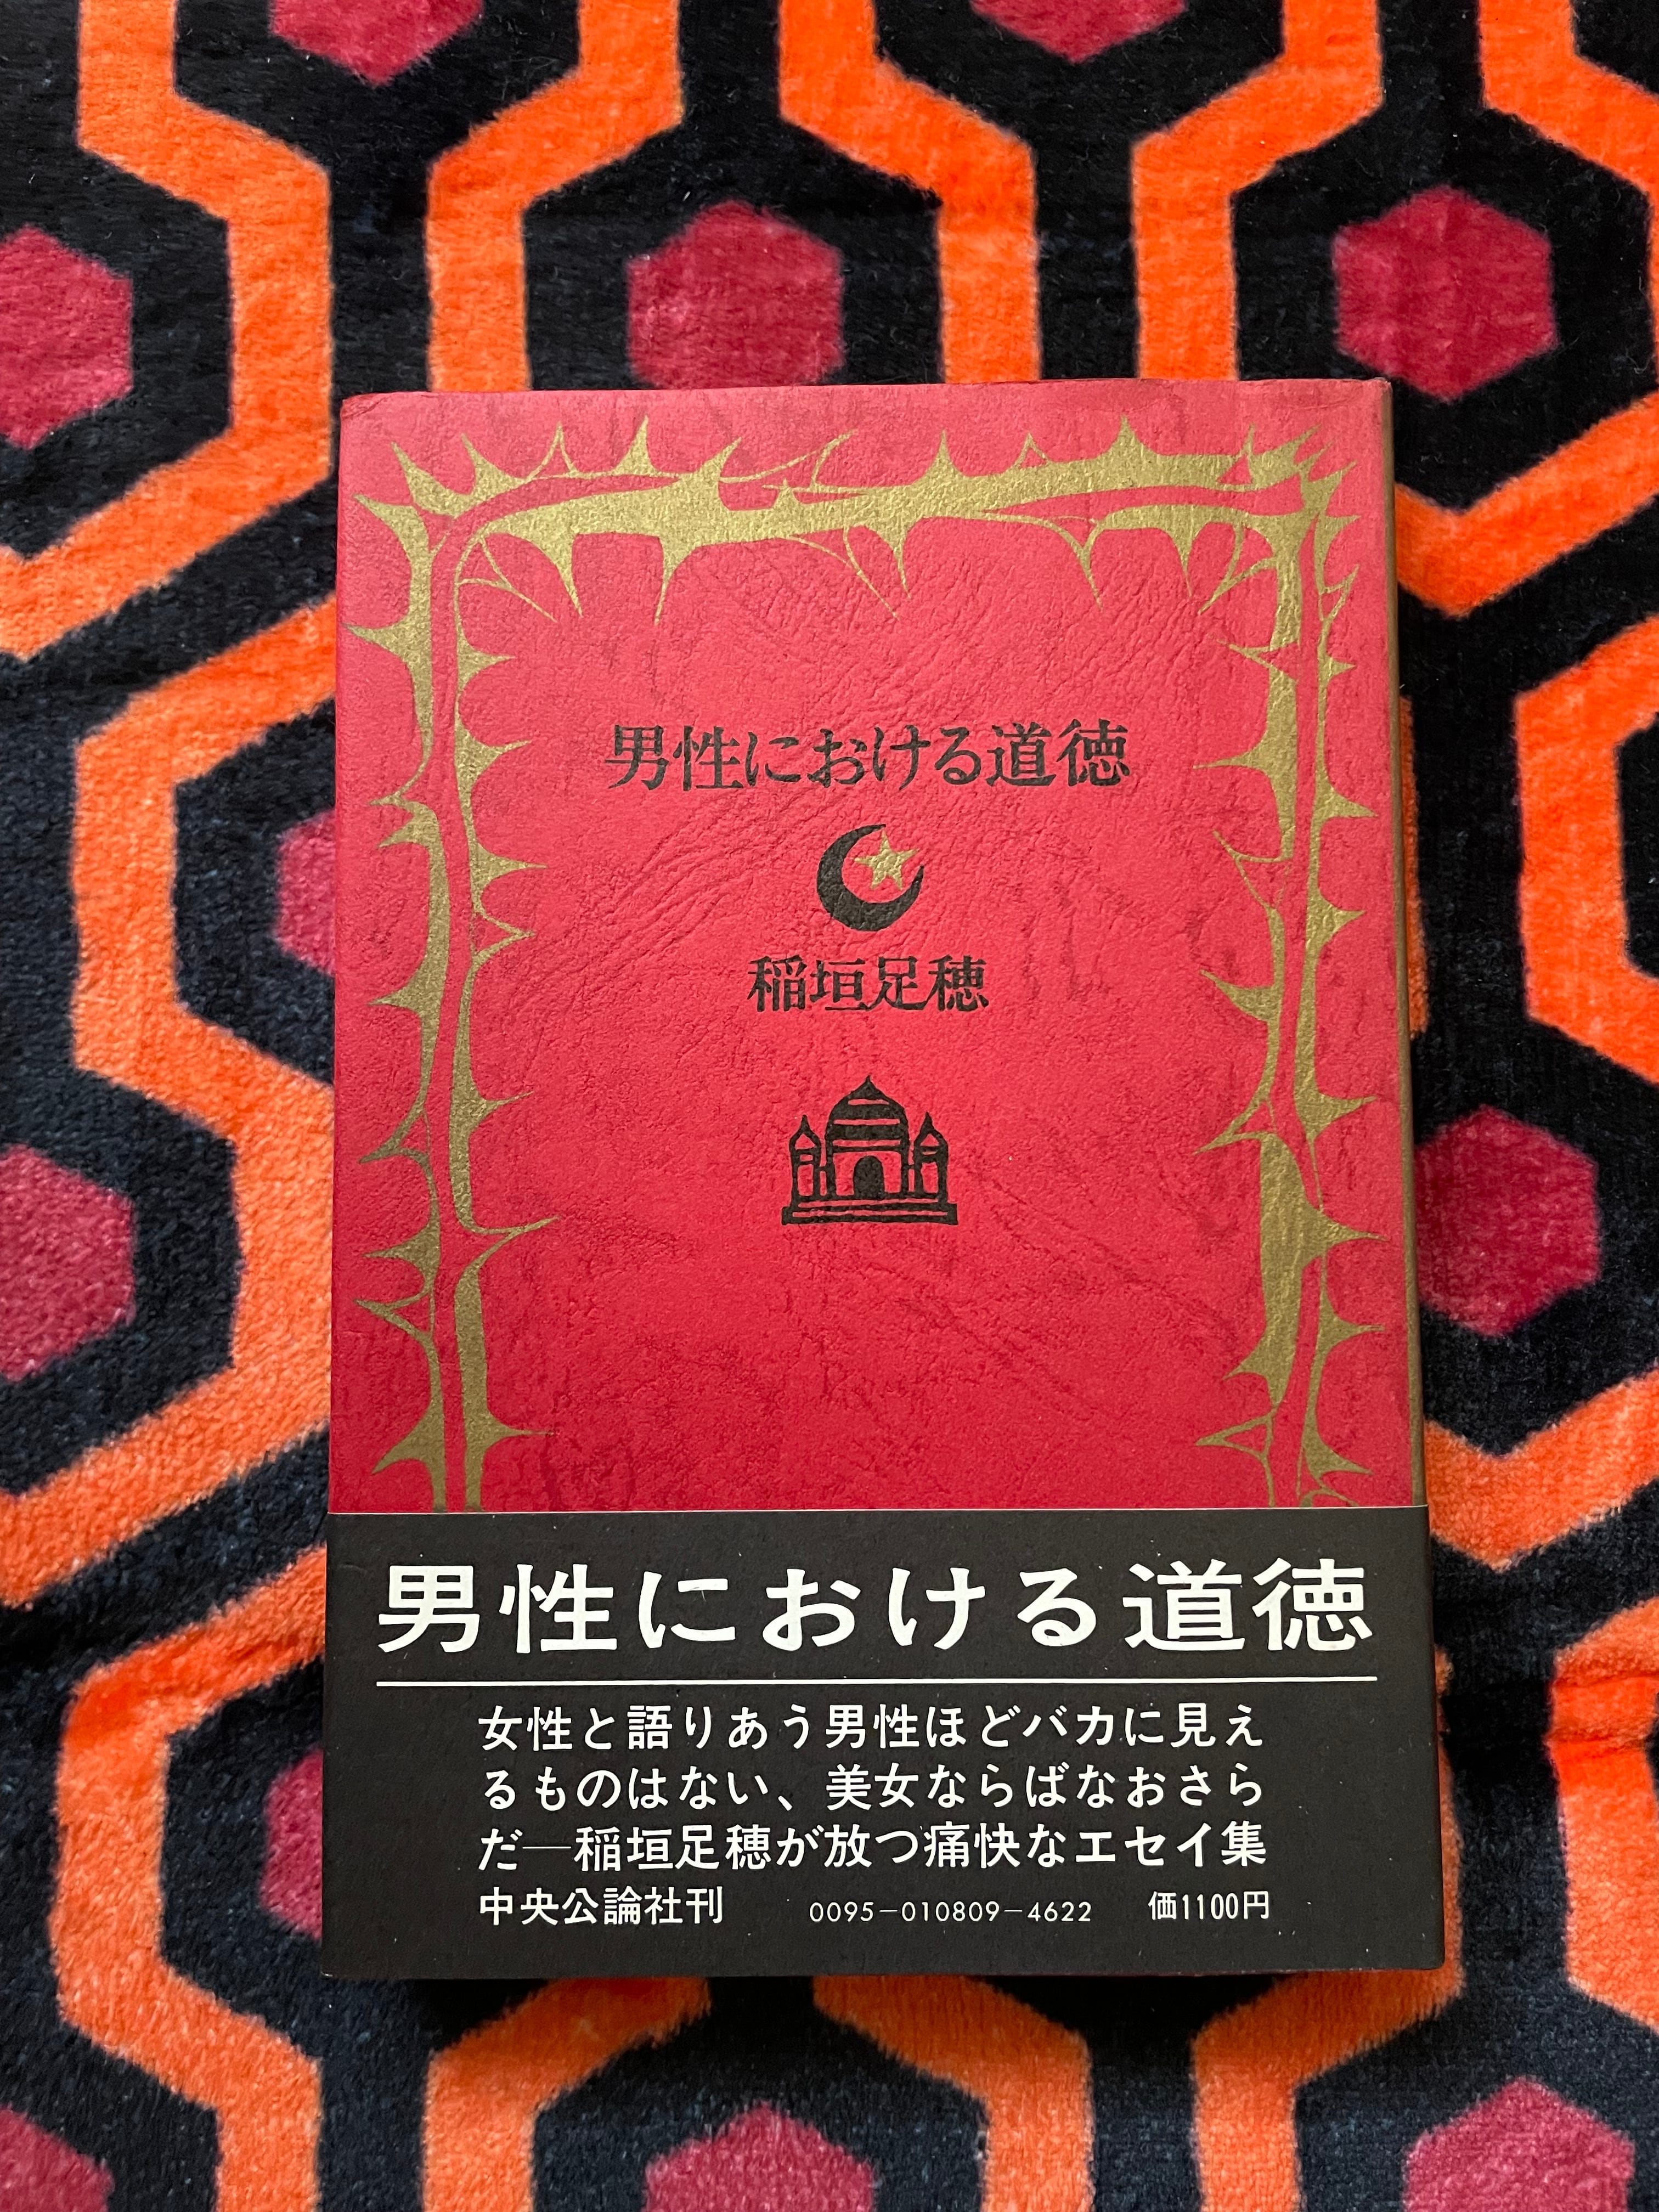 男性における道徳
稲垣足穂
男性における道徳
女性と語りあう男性ほどバカに見え
るものはない、美女ならばなおさら
だ―稲垣足穂が放つ痛快なエセイ集
中央公論社刊 0095-010809-4622 価1100円